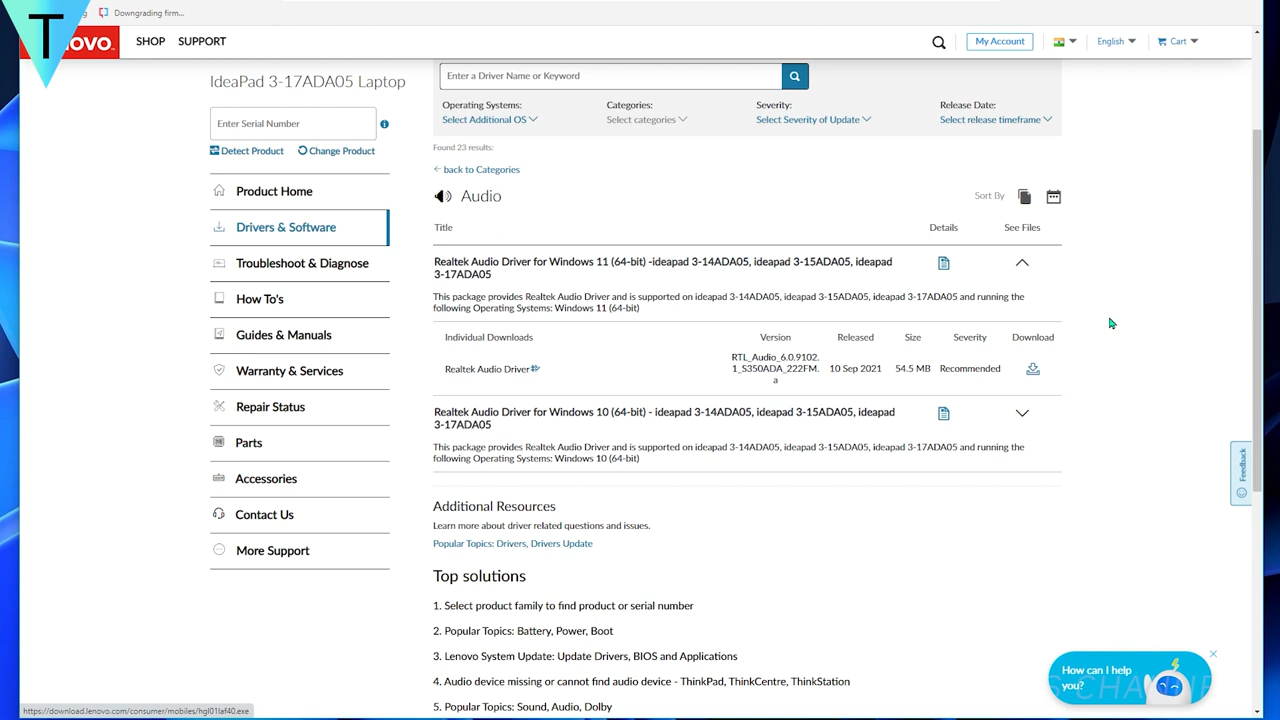 Downgrading firm...
T
ovo.
SHOP
SUPPORT
My Account
English
Cart
IdeaPad 3-17ADA05 Laptop
Enter Serial Number
Detect Product
Change Product
Product Home
Drivers & Software
Troubleshoot & Diagnose
How To's
Guides & Manuals
Warranty & Services
Repair Status
Parts
Accessories
Contact Us
More Support
Enter a Driver Name or Keyword
Operating Systems:
Select Additional OS
Categories:
Select categories
Severity:
Select Severity of Update
Release Date:
Select release timeframe
Found 23 results:
back to Categories
Audio
Sort By
Title
Details
See Files
Realtek Audio Driver for Windows 11 (64-bit) -ideapad 3-14ADA05, ideapad 3-15ADA05, ideapad
3-17ADA05
This package provides Realtek Audio Driver and is supported on ideapad 3-14ADA05, ideapad 3-15ADA05, ideapad 3-17ADA05 and running the
following Operating Systems: Windows 11 (64-bit)
Individual Downloads
Version
Released
Size
Severity
Download
Realtek Audio Driver
RTL_Audio_6.0.9102.
1_S350ADA_222FM.
a
10 Sep 2021
54.5 MB
Recommended
Realtek Audio Driver for Windows 10 (64-bit) - ideapad 3-14ADA05, ideapad 3-15ADA05, ideapad
3-17ADA05
This package provides Realtek Audio Driver and is supported on ideapad 3-14ADA05, ideapad 3-15ADA05, ideapad 3-17ADA05 and running the
following Operating Systems: Windows 10 (64-bit)
Additional Resources
Learn more about driver related questions and issues.
Popular Topics: Drivers, Drivers Update
Top solutions
1. Select product family to find product or serial number
2. Popular Topics: Battery, Power, Boot
3. Lenovo System Update: Update Drivers, BIOS and Applications
4. Audio device missing or cannot find audio device - ThinkPad, ThinkCentre, ThinkStation
5. Popular Topics: Sound, Audio, Dolby
Feedback
How can I help
you?
https://download.lenovo.com/consumer/mobiles/hgl01laf40.exe